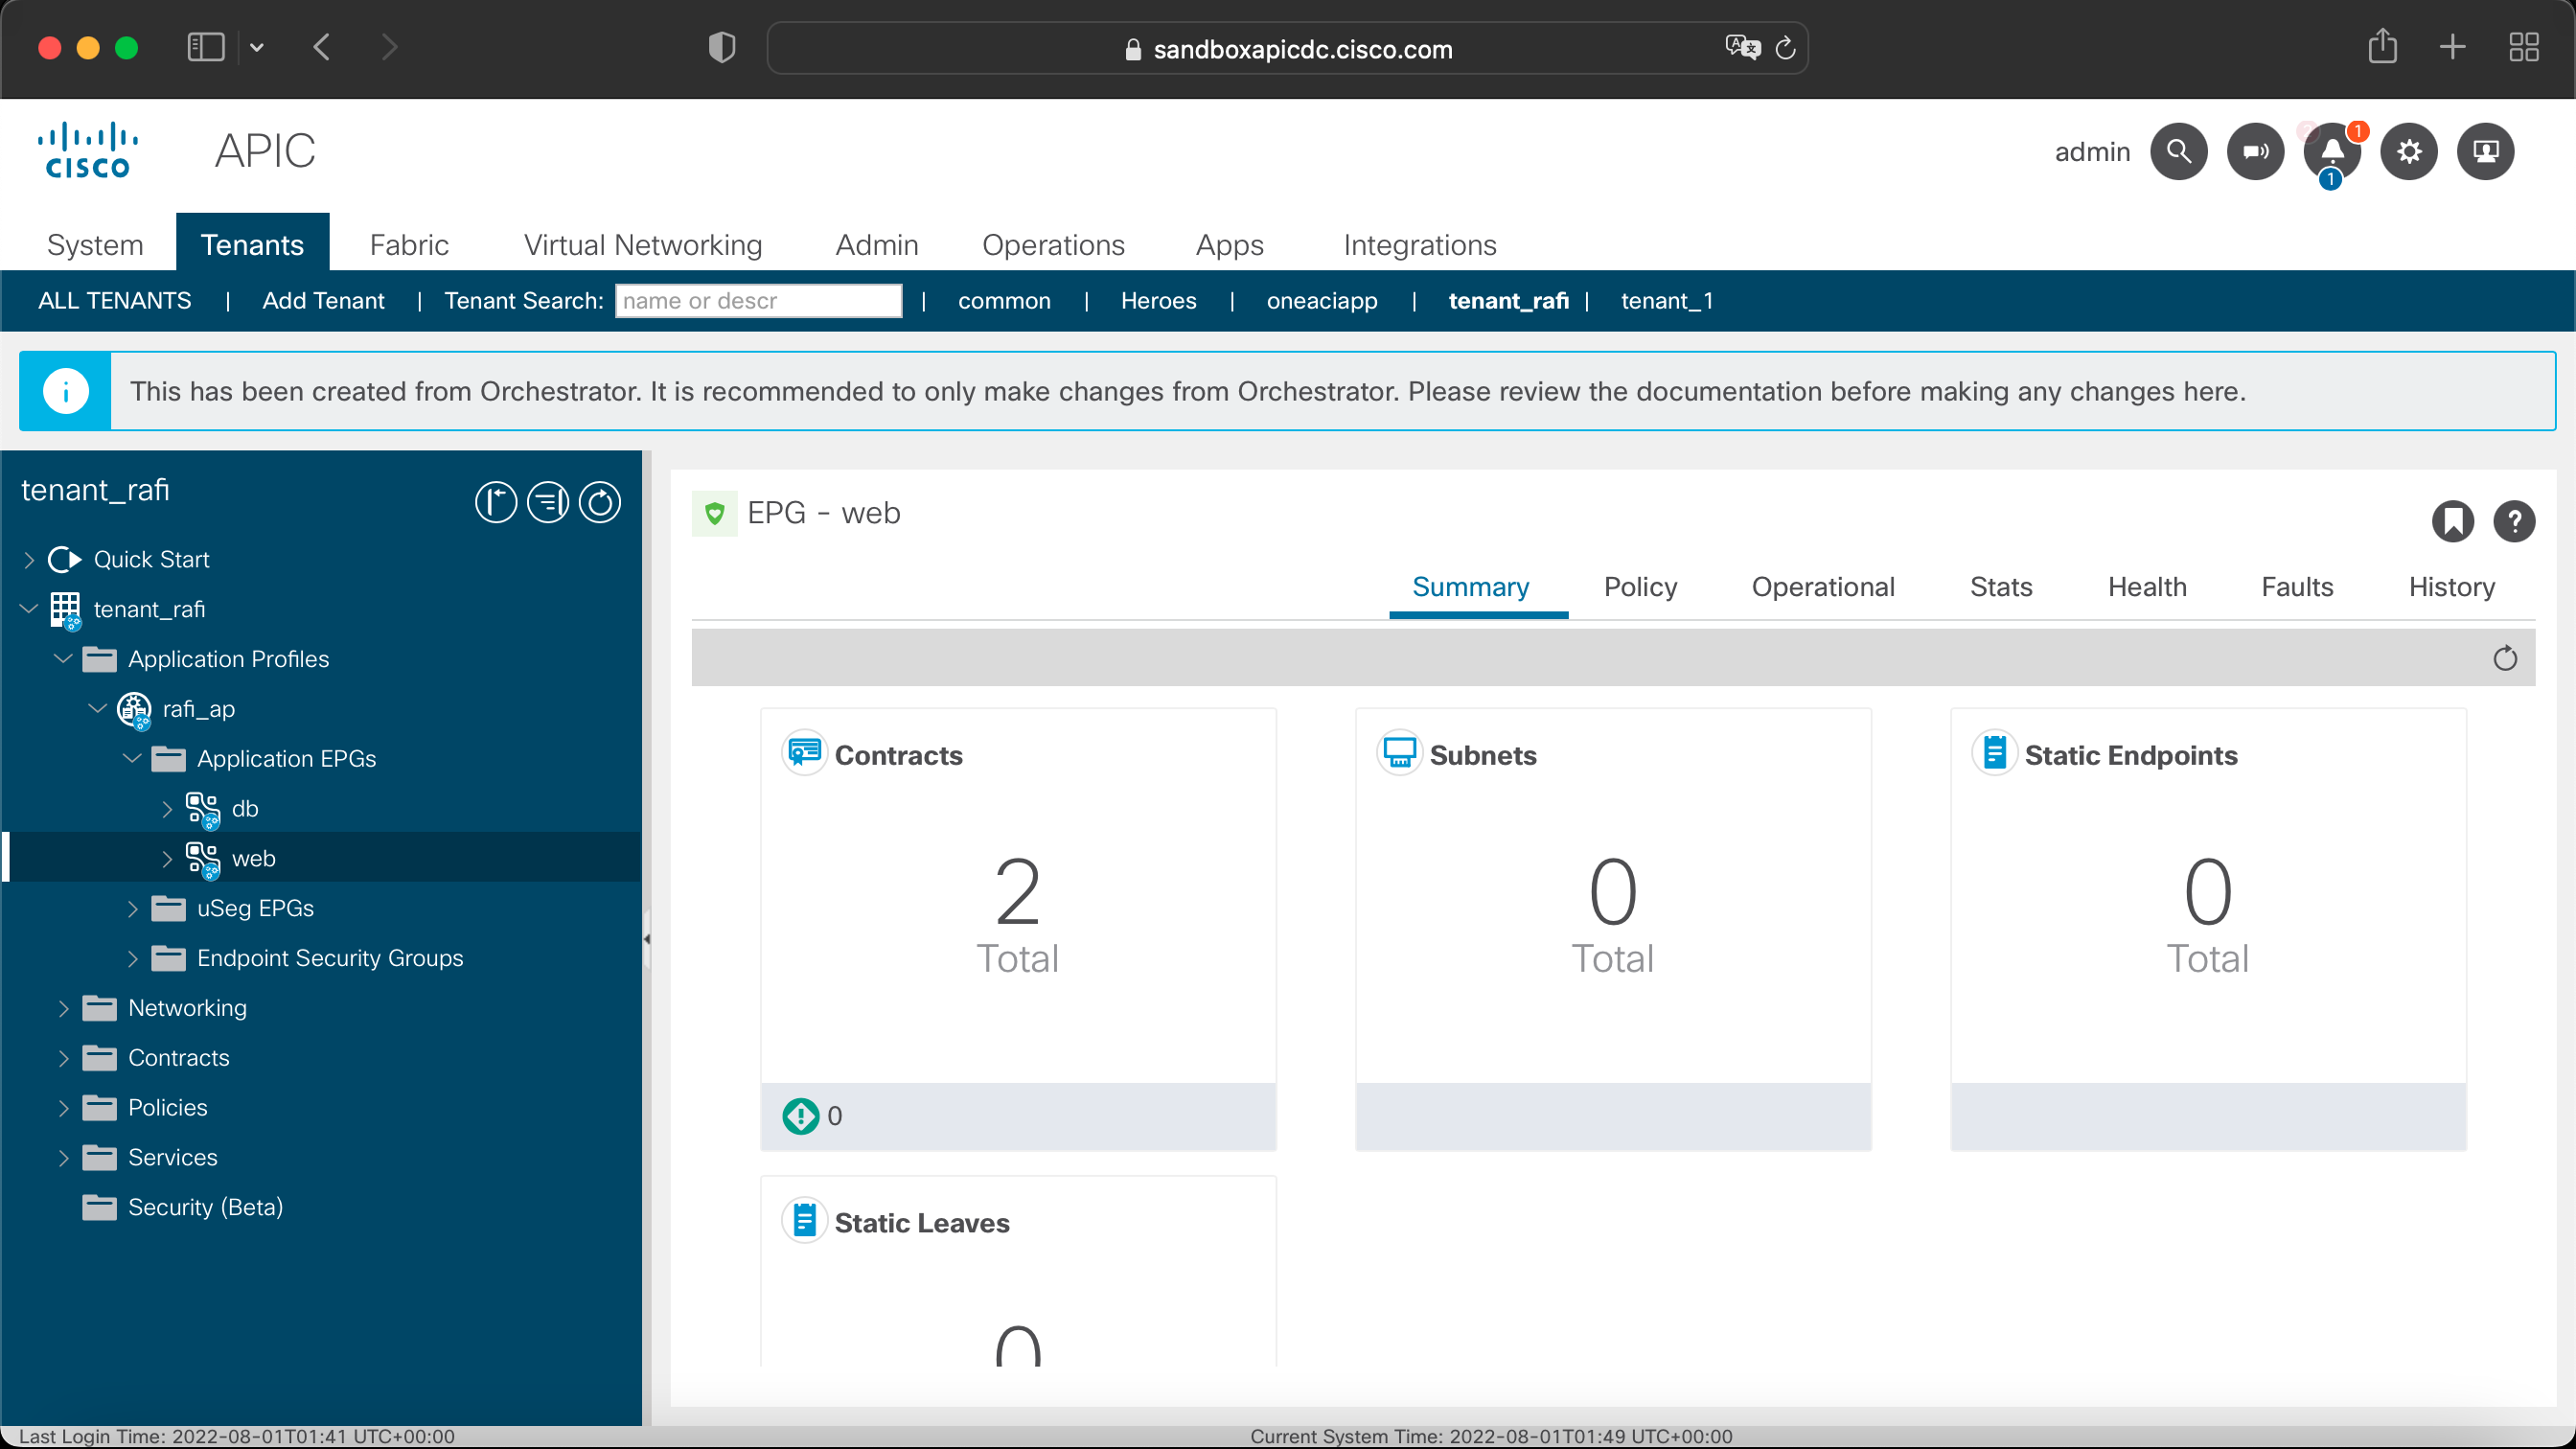 sandboxapicdc.cisco.com
CISCO
APIC
admin
1
1
System Tenants Fabric Virtual Networking Admin Operations Apps Integrations
ALL TENANTS | Add Tenant | Tenant Search: name or descr | common | Heroes | oneaciapp | tenant_rafi | tenant_1
This has been created from Orchestrator. It is recommended to only make changes from Orchestrator. Please review the documentation before making any changes here.
tenant_rafi
Quick Start
tenant_rafi
Application Profiles
rafi_ap
Application EPGs
db
web
uSeg EPGs
Endpoint Security Groups
Networking
Contracts
Policies
Services
Security (Beta)
EPG - web
Summary Policy Operational Stats Health Faults History
Contracts
2
Total
0
Subnets
0
Total
Static Endpoints
0
Total
Static Leaves
0
Last Login Time: 2022-08-01T01:41 UTC+00:00
Current System Time: 2022-08-01T01:49 UTC+00:00